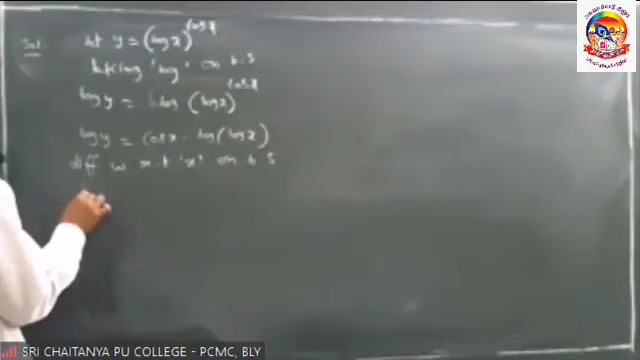 Sol:
let y = (log x)^cos x
taking 'log' on b.s
log y = log (log x)^cos x
log y = cos x · log (log x)
diff w r.t 'x' on b s
SRI CHAITANYA PU COLLEGE - PCMC, BLY